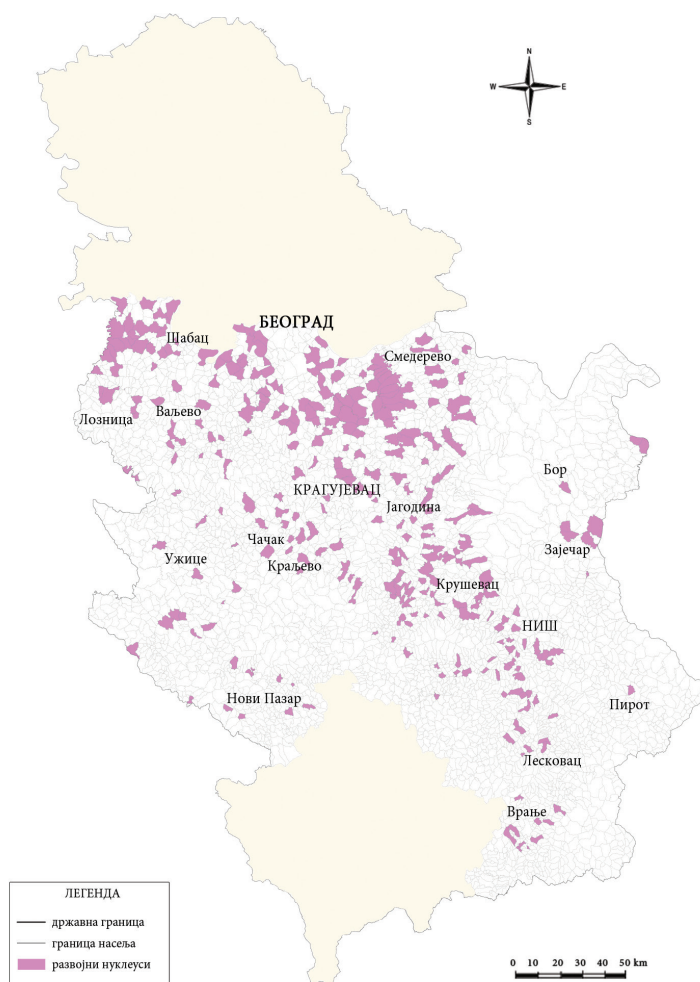 N
W E
S
БЕОГРАД
Шабац
Смедерево
Лозница
Ваљево
Бор
КРАГУЈЕВАЦ
Јагодина
Чачак
Зајечар
Ужице
Краљево
Крушевац
НИШ
Нови Пазар
Пирот
Лесковац
Врање
ЛЕГЕНДА
државна граница
граница насеља
развојни нуклеуси
0 10 20 30 40 50 km